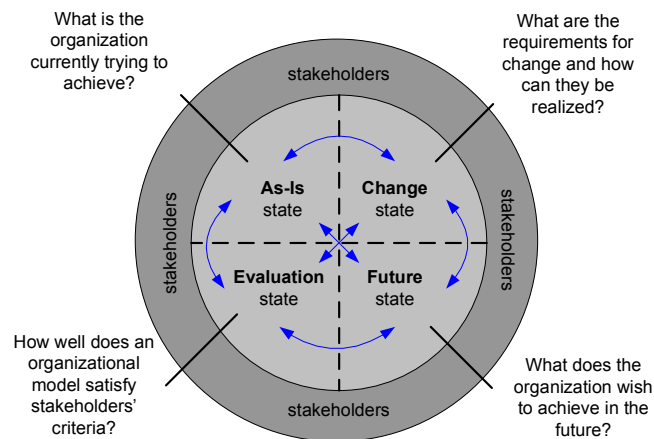 What is the
organization
currently trying to
achieve?
What are the
requirements for
change and how
can they be
realized?
stakeholders
As-Is
state
Change
state
stakeholders
stakeholders
Evaluation
state
Future
state
How well does an
organizational
model satisfy
stakeholders'
criteria?
stakeholders
What does the
organization wish
to achieve in the
future?